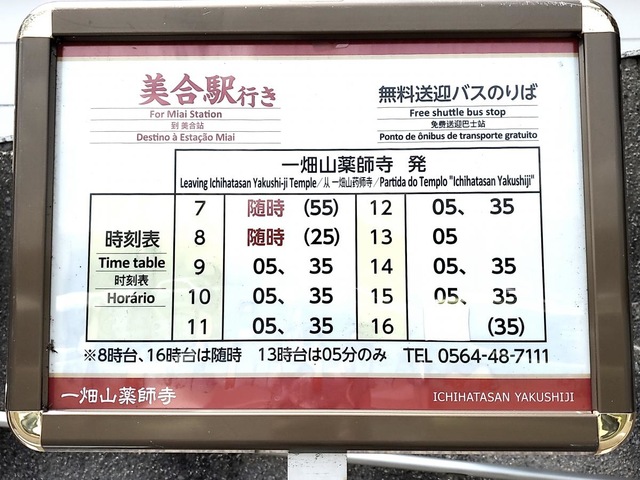 美合駅行き
For Miai Station
到 美合站
Destino à Estação Miai
無料送迎バスのりば
Free shuttle bus stop
免费送迎巴士站
Ponto de ônibus de transporte gratuito
一畑山薬師寺 発
Leaving Ichihatasan Yakushi-ji Temple/从 一畑山药师寺/Partida do Templo "Ichihatasan Yakushiji"
時刻表
Time table
时刻表
Horário
7 随時 (55) 12 05、 35
8 随時 (25) 13 05
9 05、 35 14 05、 35
10 05、 35 15 05、 35
11 05、 35 16 (35)
※8時台、16時台は随時 13時台は05分のみ TEL 0564-48-7111
一畑山薬師寺
ICHIHATASAN YAKUSHIJI